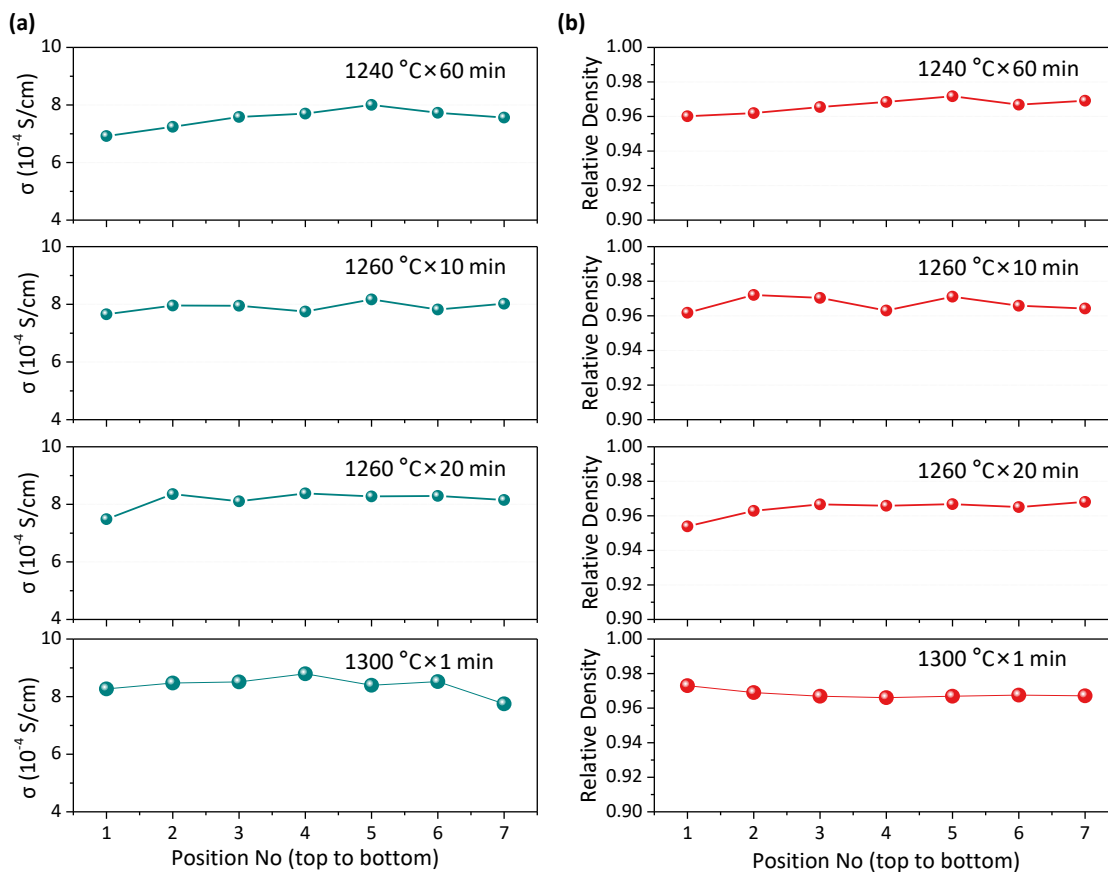 (a)
10
8
6
4
σ (10⁻⁴ S/cm)
1240 °C×60 min
10
8
6
4
σ (10⁻⁴ S/cm)
1260 °C×10 min
10
8
6
4
σ (10⁻⁴ S/cm)
1260 °C×20 min
10
8
6
4
σ (10⁻⁴ S/cm)
1300 °C×1 min
1 2 3 4 5 6 7
Position No (top to bottom)
(b)
1.00
0.98
0.96
0.94
0.92
0.90
Relative Density
1240 °C×60 min
1.00
0.98
0.96
0.94
0.92
0.90
Relative Density
1260 °C×10 min
1.00
0.98
0.96
0.94
0.92
0.90
Relative Density
1260 °C×20 min
1.00
0.98
0.96
0.94
0.92
0.90
Relative Density
1300 °C×1 min
1 2 3 4 5 6 7
Position No (top to bottom)